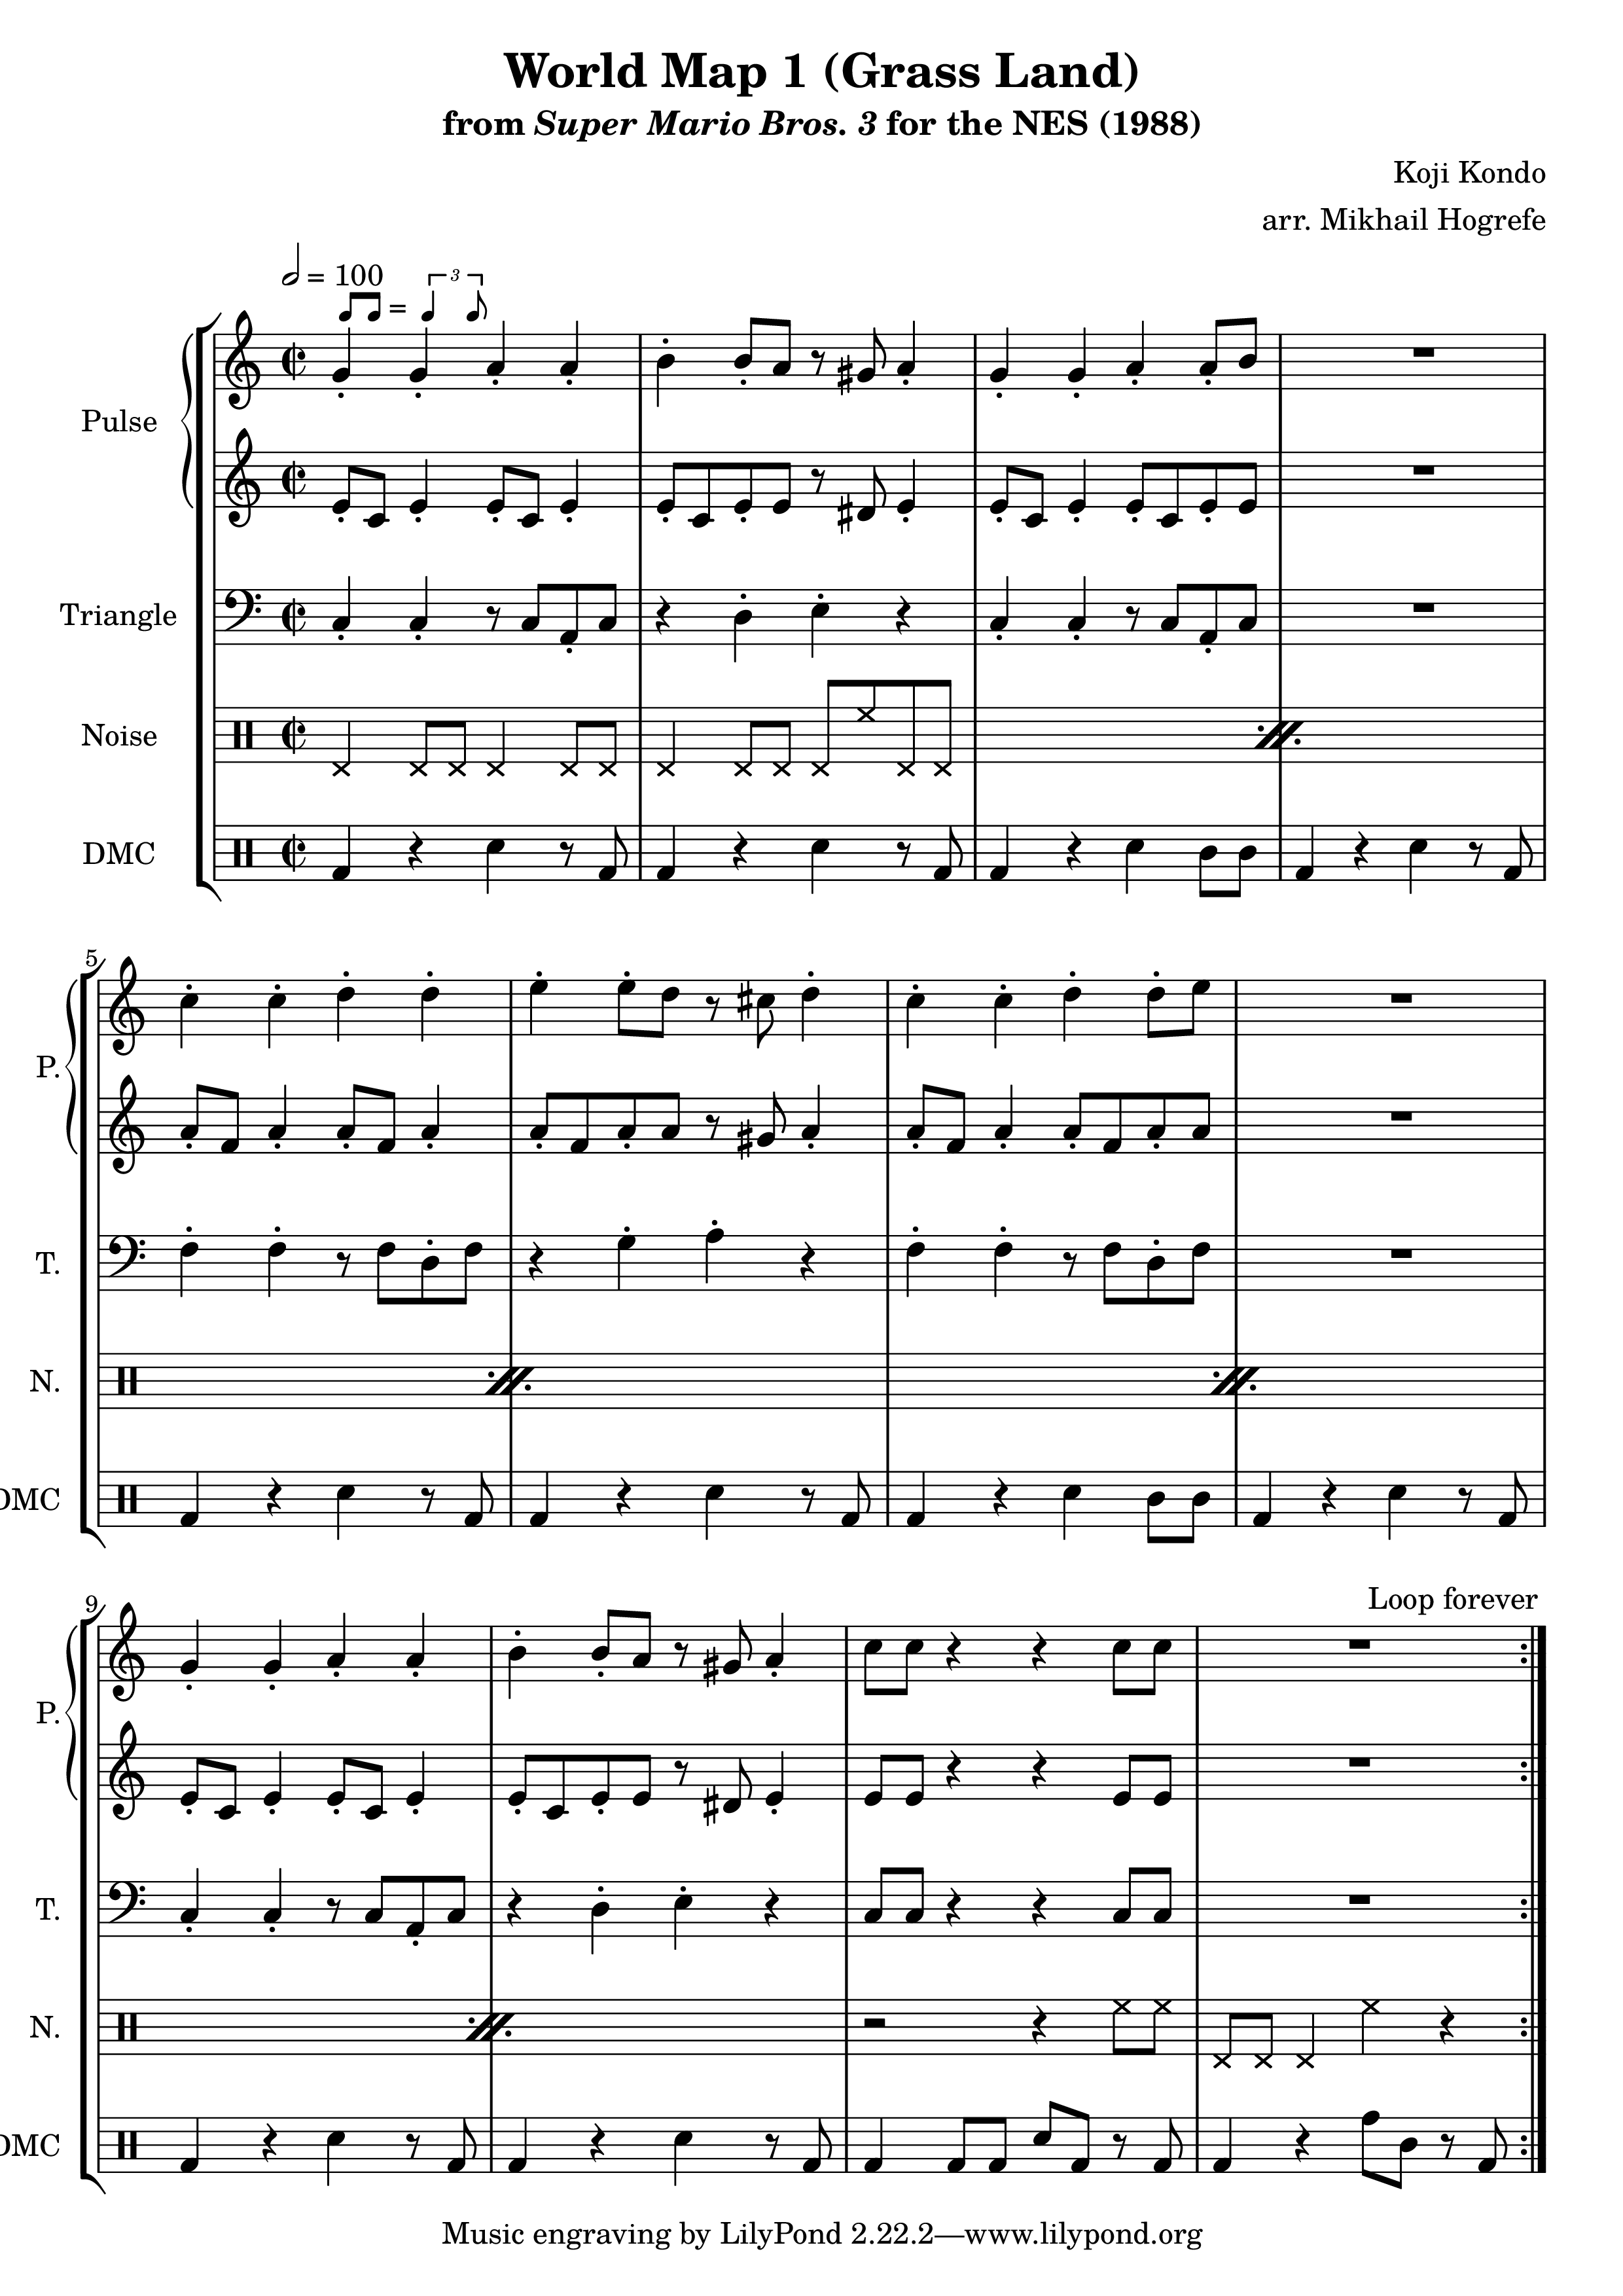 World Map 1 (Grass Land)
from Super Mario Bros. 3 for the NES (1988)
Koji Kondo
arr. Mikhail Hogrefe
= 100
3
=
Pulse
Triangle
Noise
DMC
5
P.
T.
N.
DMC
Loop forever
9
P.
T.
N.
DMC
Music engraving by LilyPond 2.22.2—www.lilypond.org